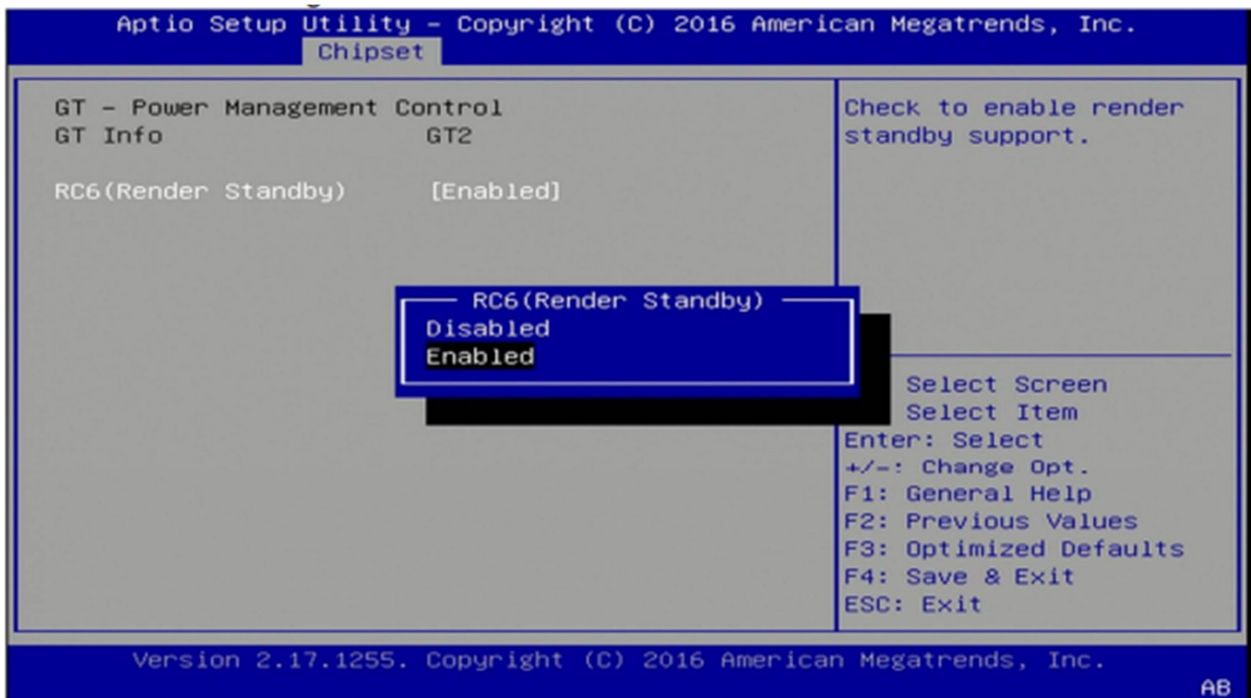 Aptio Setup Utility – Copyright (C) 2016 American Megatrends, Inc.
Chipset
GT – Power Management Control
GT Info GT2
RC6(Render Standby) [Enabled]
Check to enable render
standby support.
RC6(Render Standby)
Disabled
Enabled
Select Screen
Select Item
Enter: Select
+/-: Change Opt.
F1: General Help
F2: Previous Values
F3: Optimized Defaults
F4: Save & Exit
ESC: Exit
Version 2.17.1255. Copyright (C) 2016 American Megatrends, Inc.
AB